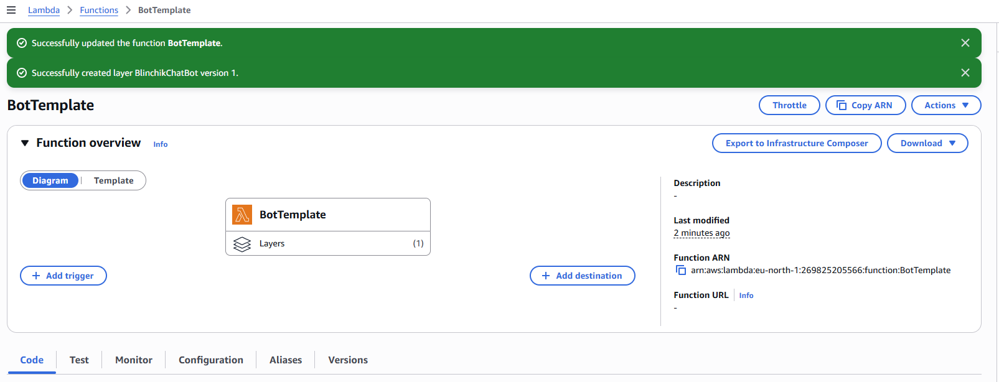 Lambda > Functions > BotTemplate
Successfully updated the function BotTemplate.
Successfully created layer BlinchikChatBot version 1.
BotTemplate
Throttle
Copy ARN
Actions
Function overview Info
Export to Infrastructure Composer
Download
Diagram | Template
BotTemplate
Layers (1)
Add trigger
Add destination
Description
-
Last modified
2 minutes ago
Function ARN
arn:aws:lambda:eu-north-1:269825205566:function:BotTemplate
Function URL | Info
-
Code | Test | Monitor | Configuration | Aliases | Versions